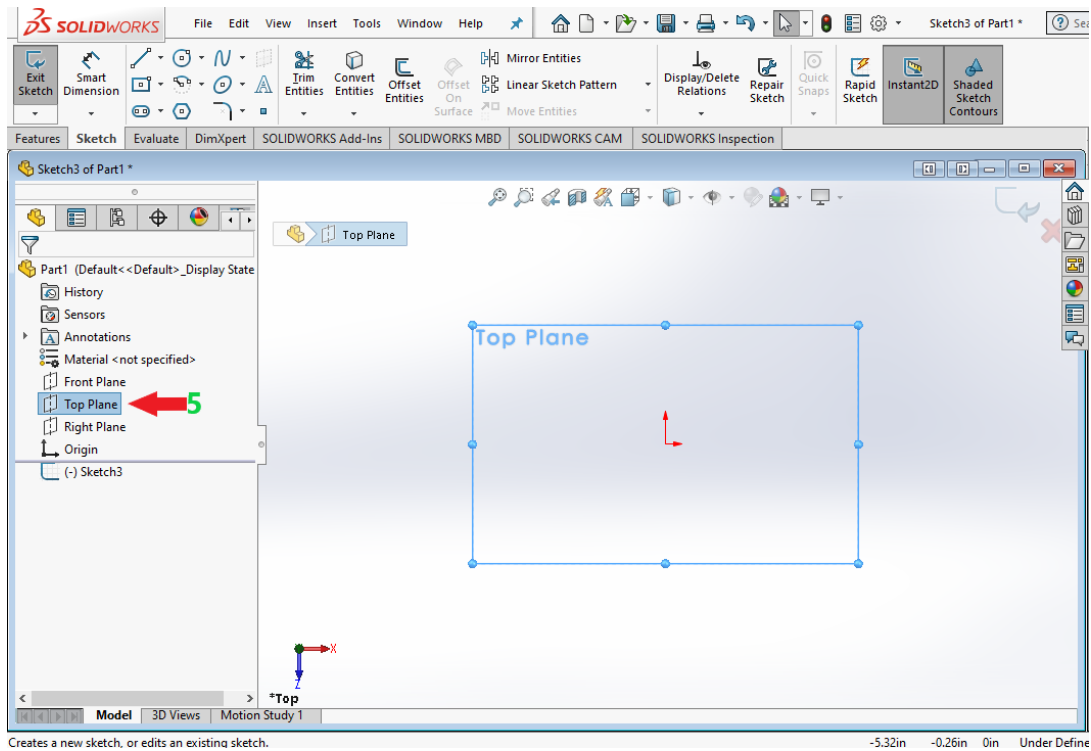 SOLIDWORKS File Edit View Insert Tools Window Help Sketch3 of Part1 *
Exit Sketch
Smart Dimension
Trim Entities
Convert Entities
Offset Entities
Offset On Surface
Mirror Entities
Linear Sketch Pattern
Move Entities
Display/Delete Relations
Repair Sketch
Quick Snaps
Rapid Sketch
Instant2D
Shaded Sketch Contours
Features Sketch Evaluate DimXpert SOLIDWORKS Add-Ins SOLIDWORKS MBD SOLIDWORKS CAM SOLIDWORKS Inspection
Sketch3 of Part1 *
Top Plane
Part1 (Default<<Default>_Display State
History
Sensors
Annotations
Material <not specified>
Front Plane
Top Plane 5
Right Plane
Origin
(-) Sketch3
Top Plane
X
Z
*Top
Model 3D Views Motion Study 1
Creates a new sketch, or edits an existing sketch. -5.32in -0.26in 0in Under Define